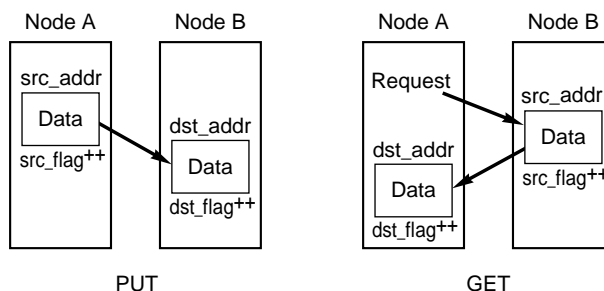 Node A
Node B
src_addr
Data
src_flag++
dst_addr
Data
dst_flag++
PUT
Node A
Node B
Request
src_addr
Data
src_flag++
dst_addr
Data
dst_flag++
GET